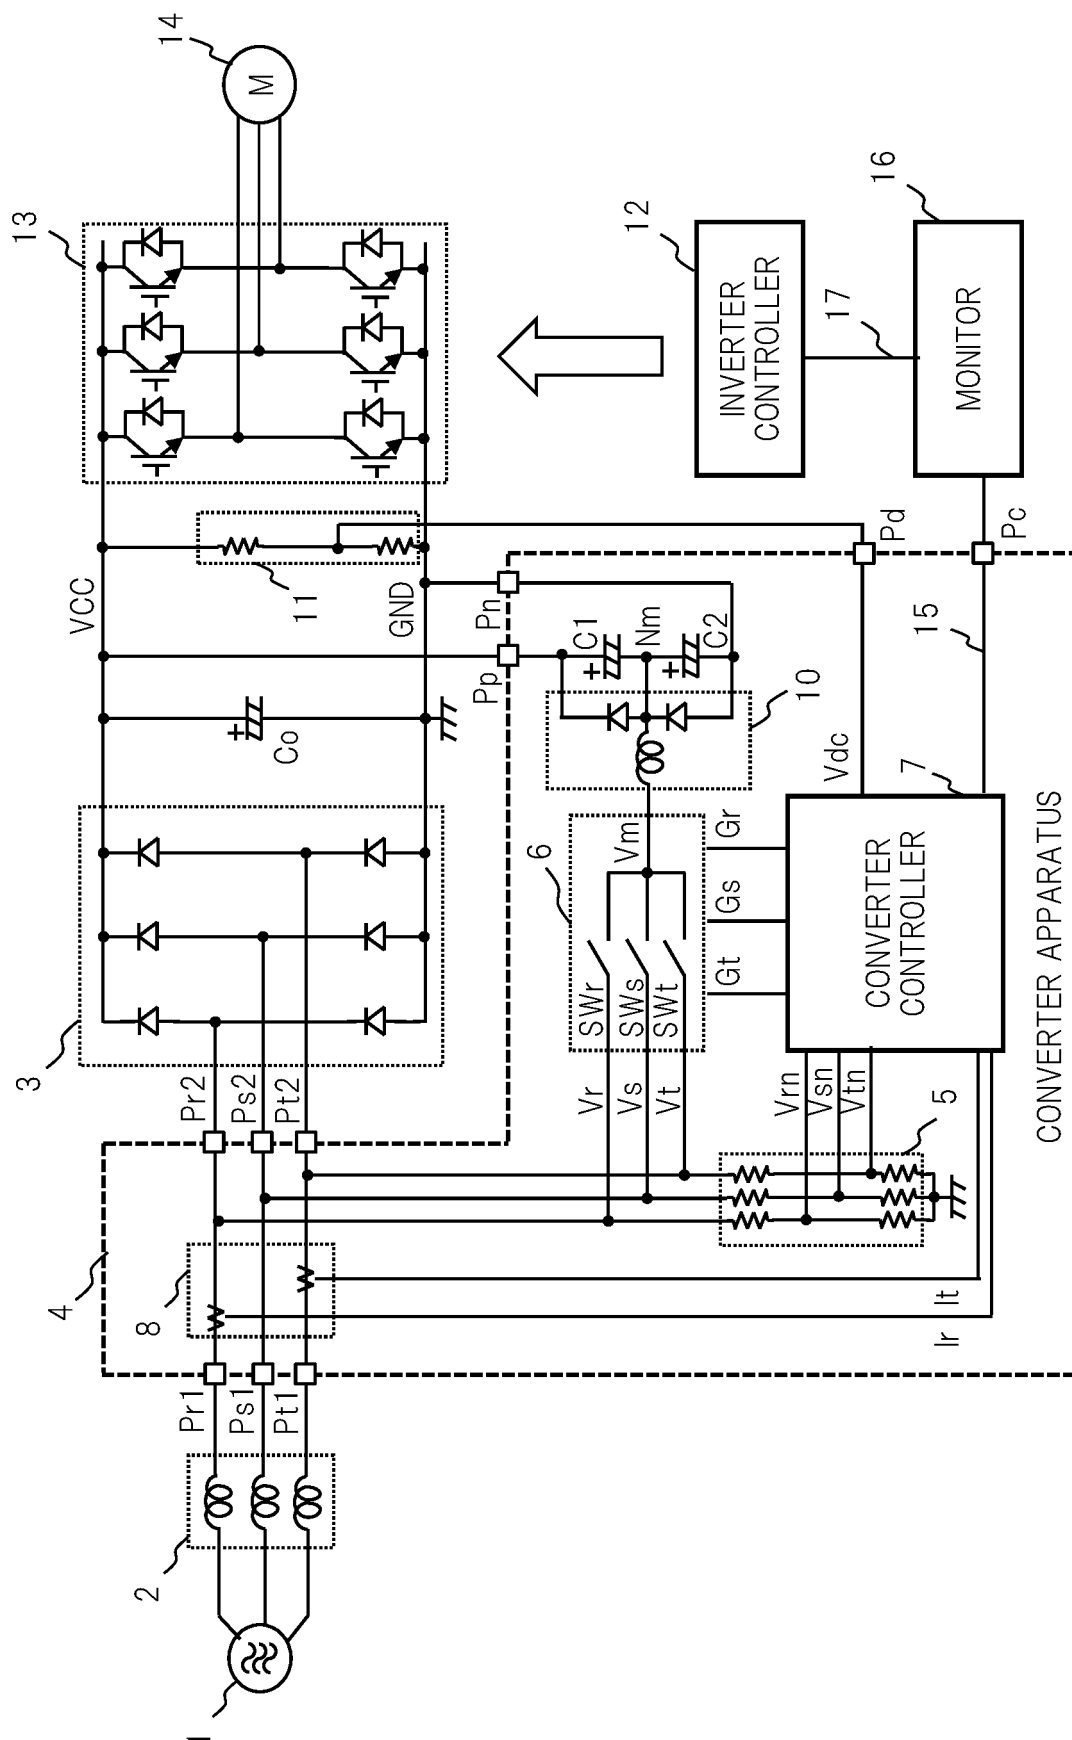 1
2
Pr1
Ps1
Pt1
4
8
Ir
It
3
Pr2
Ps2
Pt2
5
Vrn
Vsn
Vtn
Vr
Vs
Vt
SWr
SWs
SWt
6
Vm
Gt
Gs
Gr
CONVERTER
CONTROLLER
7
CONVERTER APPARATUS
Vdc
15
10
+
Co
VCC
GND
11
Pp
Pn
+
C1
Nm
+
C2
Pd
Pc
13
14
M
INVERTER
CONTROLLER
12
17
MONITOR
16